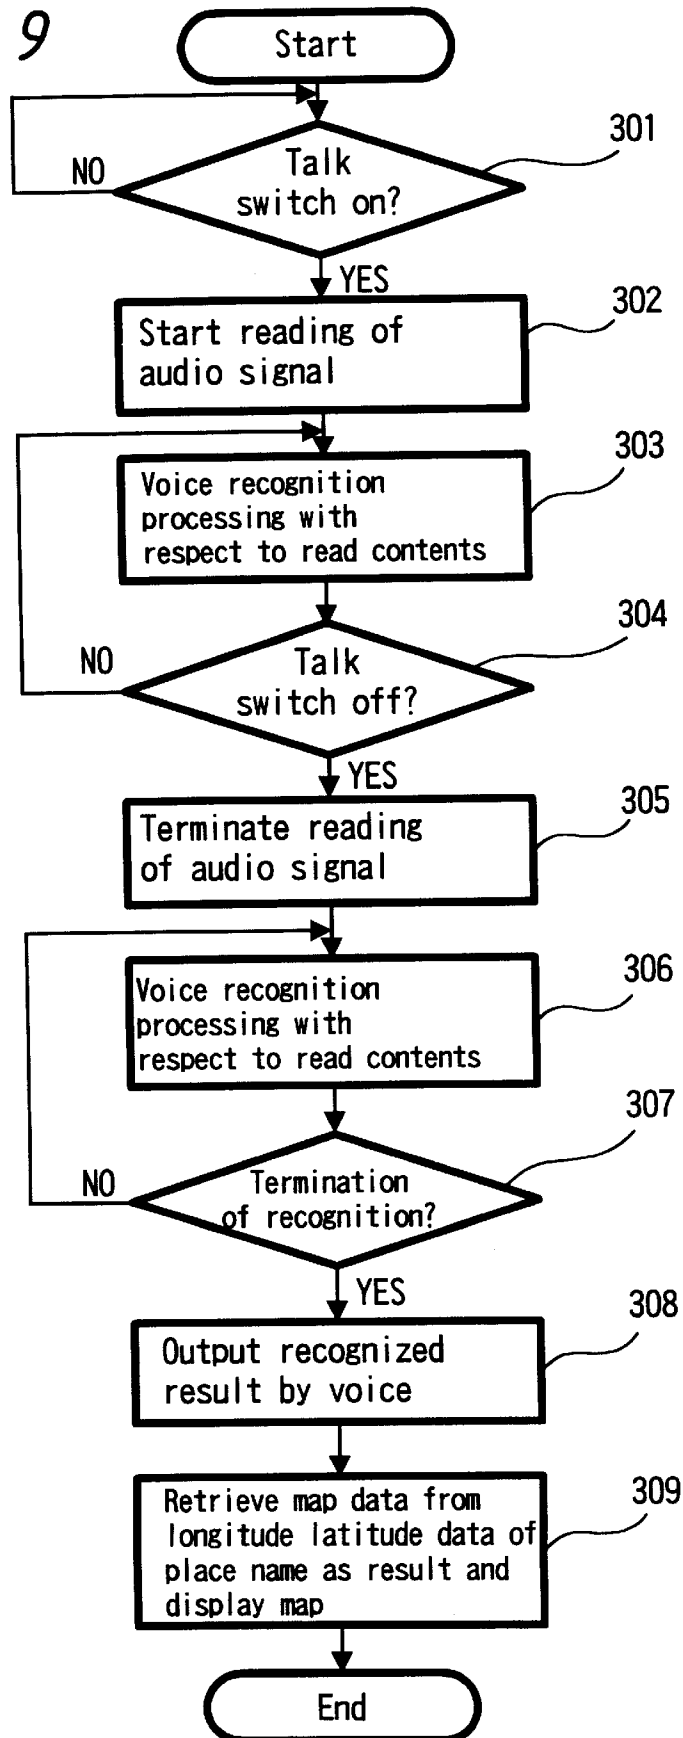 9
Start
301
NO
Talk
switch on?
YES
302
Start reading of
audio signal
303
Voice recognition
processing with
respect to read contents
304
NO
Talk
switch off?
YES
305
Terminate reading
of audio signal
306
Voice recognition
processing with
respect to read contents
307
NO
Termination
of recognition?
YES
308
Output recognized
result by voice
309
Retrieve map data from
longitude latitude data of
place name as result and
display map
End